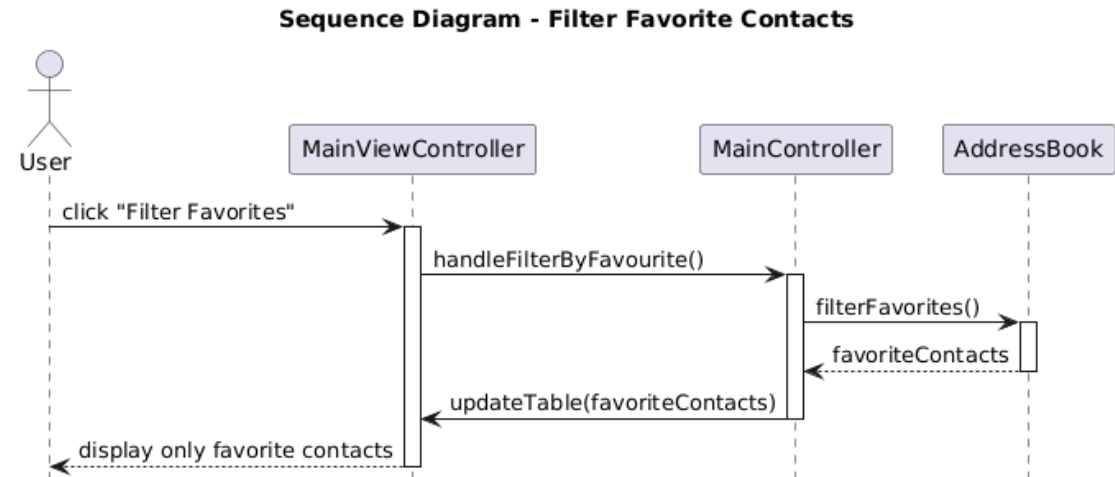 Sequence Diagram - Filter Favorite Contacts
User
MainViewController
MainController
AddressBook
click "Filter Favorites"
handleFilterByFavourite()
filterFavorites()
favoriteContacts
updateTable(favoriteContacts)
display only favorite contacts